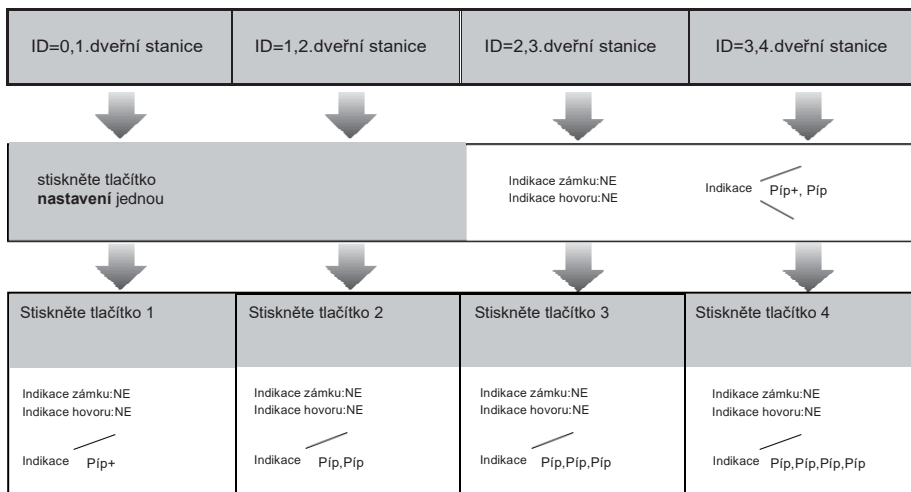 ID=0,1.dveřní stanice
ID=1,2.dveřní stanice
ID=2,3.dveřní stanice
ID=3,4.dveřní stanice
stiskněte tlačítko
nastavení jednou
Indikace zámku:NE
Indikace hovoru:NE
Indikace Píp+, Píp
Stiskněte tlačítko 1
Stiskněte tlačítko 2
Stiskněte tlačítko 3
Stiskněte tlačítko 4
Indikace zámku:NE
Indikace hovoru:NE
Indikace Píp+
Indikace zámku:NE
Indikace hovoru:NE
Indikace Píp,Píp
Indikace zámku:NE
Indikace hovoru:NE
Indikace Píp,Píp,Píp
Indikace zámku:NE
Indikace hovoru:NE
Indikace Píp,Píp,Píp,Píp